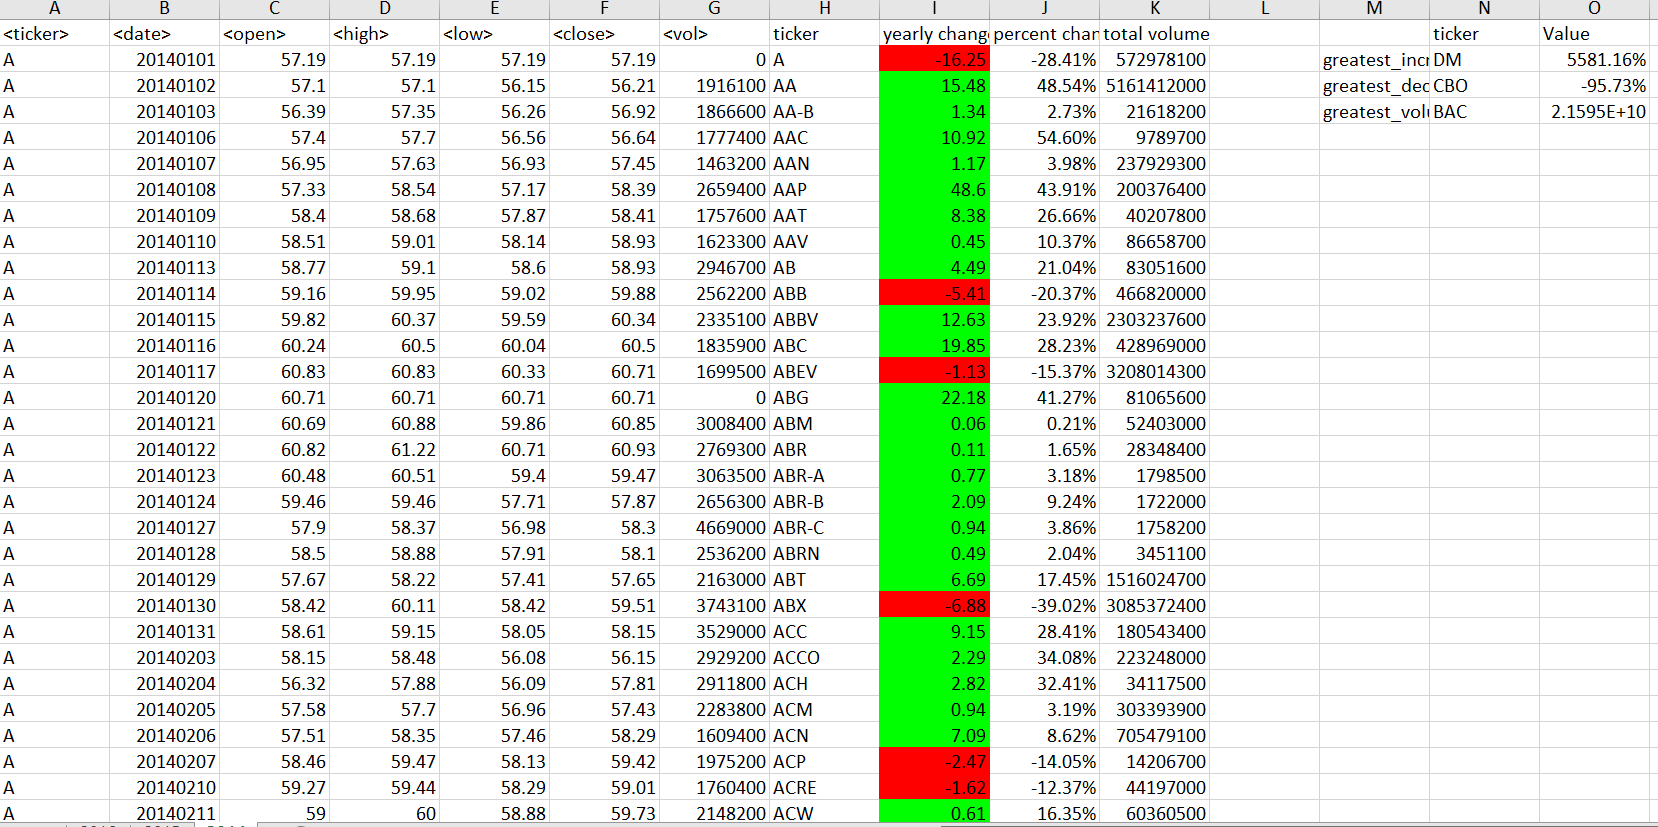 A B C D E F G H I J K L M N O
<ticker> <date> <open> <high> <low> <close> <vol> ticker yearly chang percent chan total volume ticker Value
A 20140101 57.19 57.19 57.19 57.19 0 A -16.25 -28.41% 572978100 greatest_incr DM 5581.16%
A 20140102 57.1 57.1 56.15 56.21 1916100 AA 15.48 48.54% 5161412000 greatest_dec CBO -95.73%
A 20140103 56.39 57.35 56.26 56.92 1866600 AA-B 1.34 2.73% 21618200 greatest_volu BAC 2.1595E+10
A 20140106 57.4 57.7 56.56 56.64 1777400 AAC 10.92 54.60% 9789700
A 20140107 56.95 57.63 56.93 57.45 1463200 AAN 1.17 3.98% 237929300
A 20140108 57.33 58.54 57.17 58.39 2659400 AAP 48.6 43.91% 200376400
A 20140109 58.4 58.68 57.87 58.41 1757600 AAT 8.38 26.66% 40207800
A 20140110 58.51 59.01 58.14 58.93 1623300 AAV 0.45 10.37% 86658700
A 20140113 58.77 59.1 58.6 58.93 2946700 AB 4.49 21.04% 83051600
A 20140114 59.16 59.95 59.02 59.88 2562200 ABB -5.41 -20.37% 466820000
A 20140115 59.82 60.37 59.59 60.34 2335100 ABBV 12.63 23.92% 2303237600
A 20140116 60.24 60.5 60.04 60.5 1835900 ABC 19.85 28.23% 428969000
A 20140117 60.83 60.83 60.33 60.71 1699500 ABEV -1.13 -15.37% 3208014300
A 20140120 60.71 60.71 60.71 60.71 0 ABG 22.18 41.27% 81065600
A 20140121 60.69 60.88 59.86 60.85 3008400 ABM 0.06 0.21% 52403000
A 20140122 60.82 61.22 60.71 60.93 2769300 ABR 0.11 1.65% 28348400
A 20140123 60.48 60.51 59.4 59.47 3063500 ABR-A 0.77 3.18% 1798500
A 20140124 59.46 59.46 57.71 57.87 2656300 ABR-B 2.09 9.24% 1722000
A 20140127 57.9 58.37 56.98 58.3 4669000 ABR-C 0.94 3.86% 1758200
A 20140128 58.5 58.88 57.91 58.1 2536200 ABRN 0.49 2.04% 3451100
A 20140129 57.67 58.22 57.41 57.65 2163000 ABT 6.69 17.45% 1516024700
A 20140130 58.42 60.11 58.42 59.51 3743100 ABX -6.88 -39.02% 3085372400
A 20140131 58.61 59.15 58.05 58.15 3529000 ACC 9.15 28.41% 180543400
A 20140203 58.15 58.48 56.08 56.15 2929200 ACCO 2.29 34.08% 223248000
A 20140204 56.32 57.88 56.09 57.81 2911800 ACH 2.82 32.41% 34117500
A 20140205 57.58 57.7 56.96 57.43 2283800 ACM 0.94 3.19% 303393900
A 20140206 57.51 58.35 57.46 58.29 1609400 ACN 7.09 8.62% 705479100
A 20140207 58.46 59.47 58.13 59.42 1975200 ACP -2.47 -14.05% 14206700
A 20140210 59.27 59.44 58.29 59.01 1760400 ACRE -1.62 -12.37% 44197000
A 20140211 59 60 58.88 59.73 2148200 ACW 0.61 16.35% 60360500